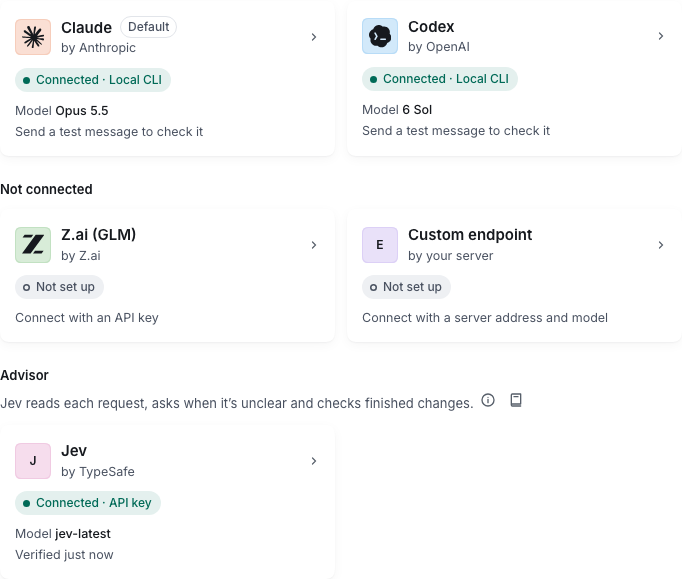 Claude Default
by Anthropic
Connected · Local CLI
Model Opus 5.5
Send a test message to check it
Codex
by OpenAI
Connected · Local CLI
Model 6 Sol
Send a test message to check it
Not connected
Z.ai (GLM)
by Z.ai
Not set up
Connect with an API key
E
Custom endpoint
by your server
Not set up
Connect with a server address and model
Advisor
Jev reads each request, asks when it’s unclear and checks finished changes.
J
Jev
by TypeSafe
Connected · API key
Model jev-latest
Verified just now